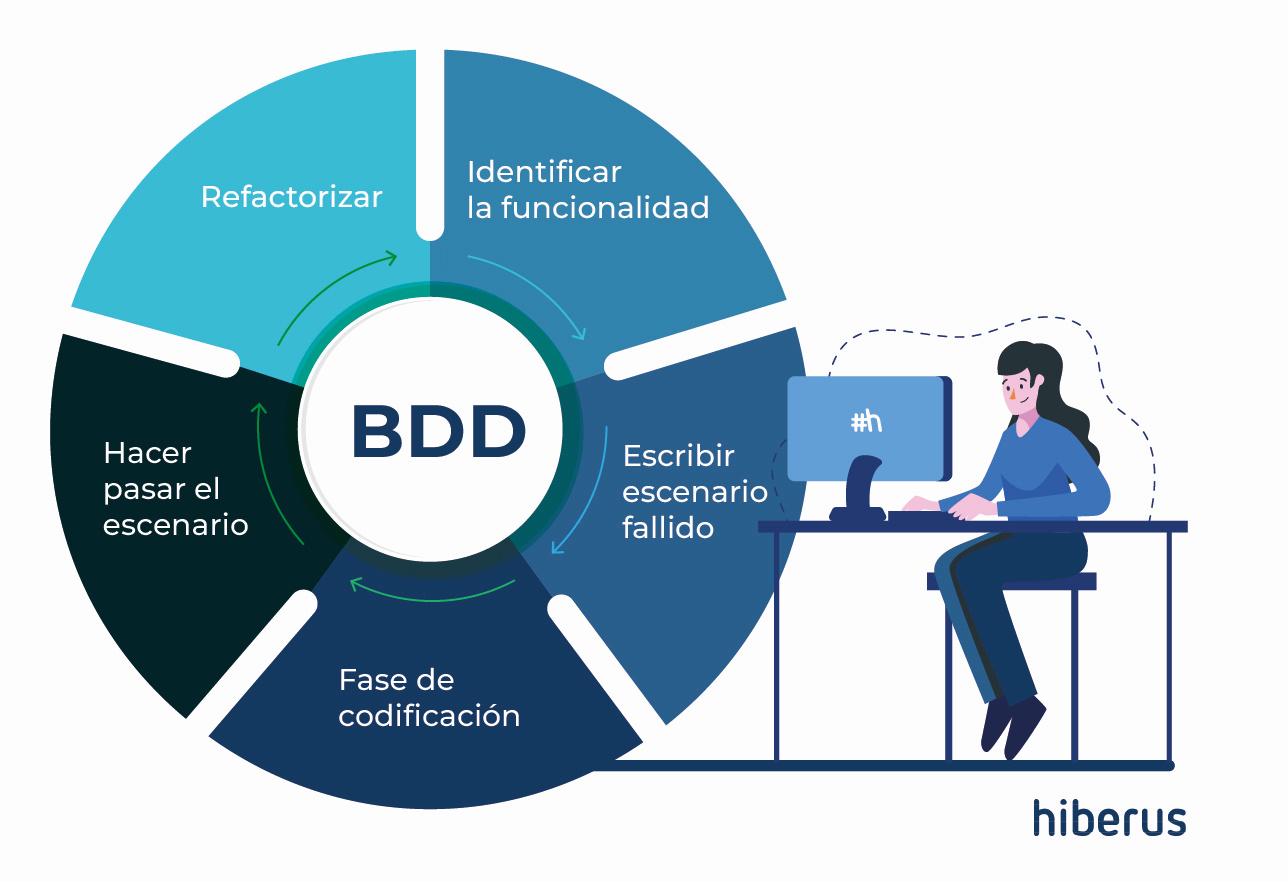 Refactorizar
Identificar
la funcionalidad
Escribir
escenario
fallido
Fase de
codificación
Hacer
pasar el
escenario
BDD
#h
hiberus